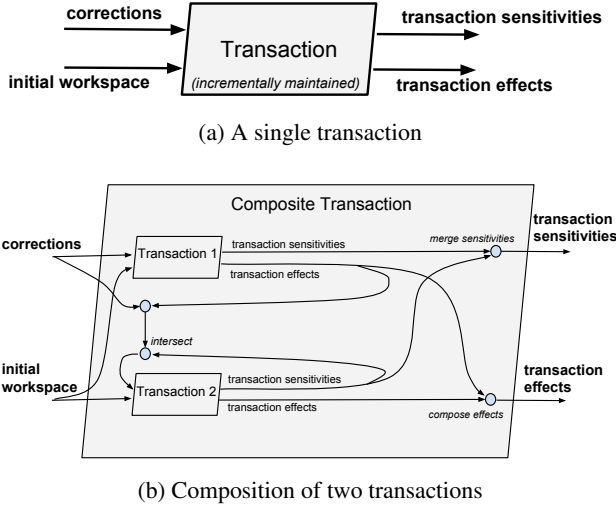 corrections
transaction sensitivities
Transaction
(incrementally maintained)
initial workspace
transaction effects
(a) A single transaction
Composite Transaction
corrections
Transaction 1
transaction sensitivities
transaction effects
merge sensitivities
transaction
sensitivities
intersect
initial
workspace
Transaction 2
transaction sensitivities
transaction effects
compose effects
transaction
effects
(b) Composition of two transactions